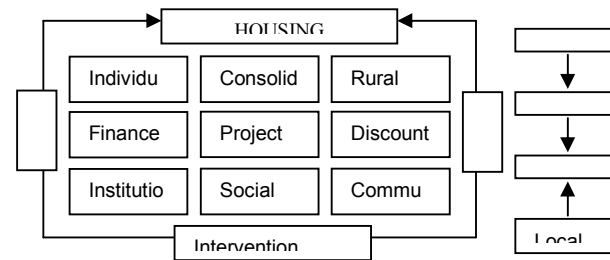 HOUSING
Individu
Consolid
Rural
Finance
Project
Discount
Institutio
Social
Commu
Intervention
Local